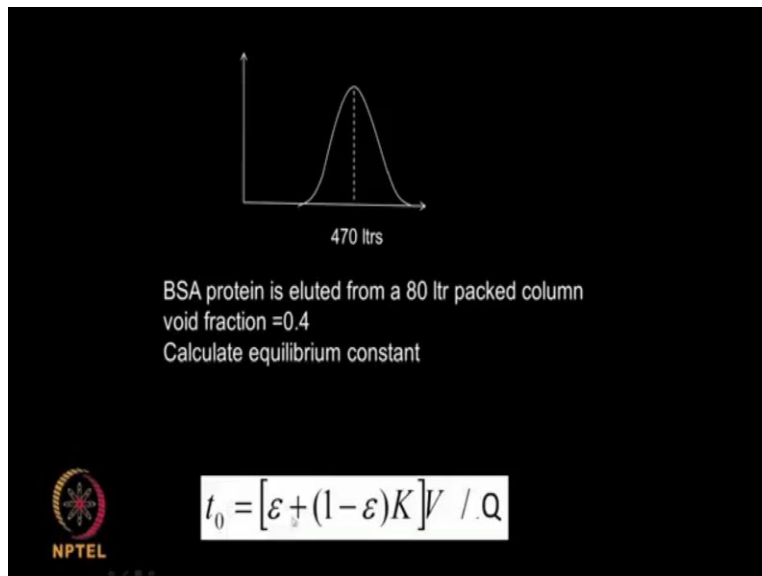 470 ltrs
BSA protein is eluted from a 80 ltr packed column
void fraction =0.4
Calculate equilibrium constant
t₀ = [ε + (1 − ε)K]V / .Q
NPTEL